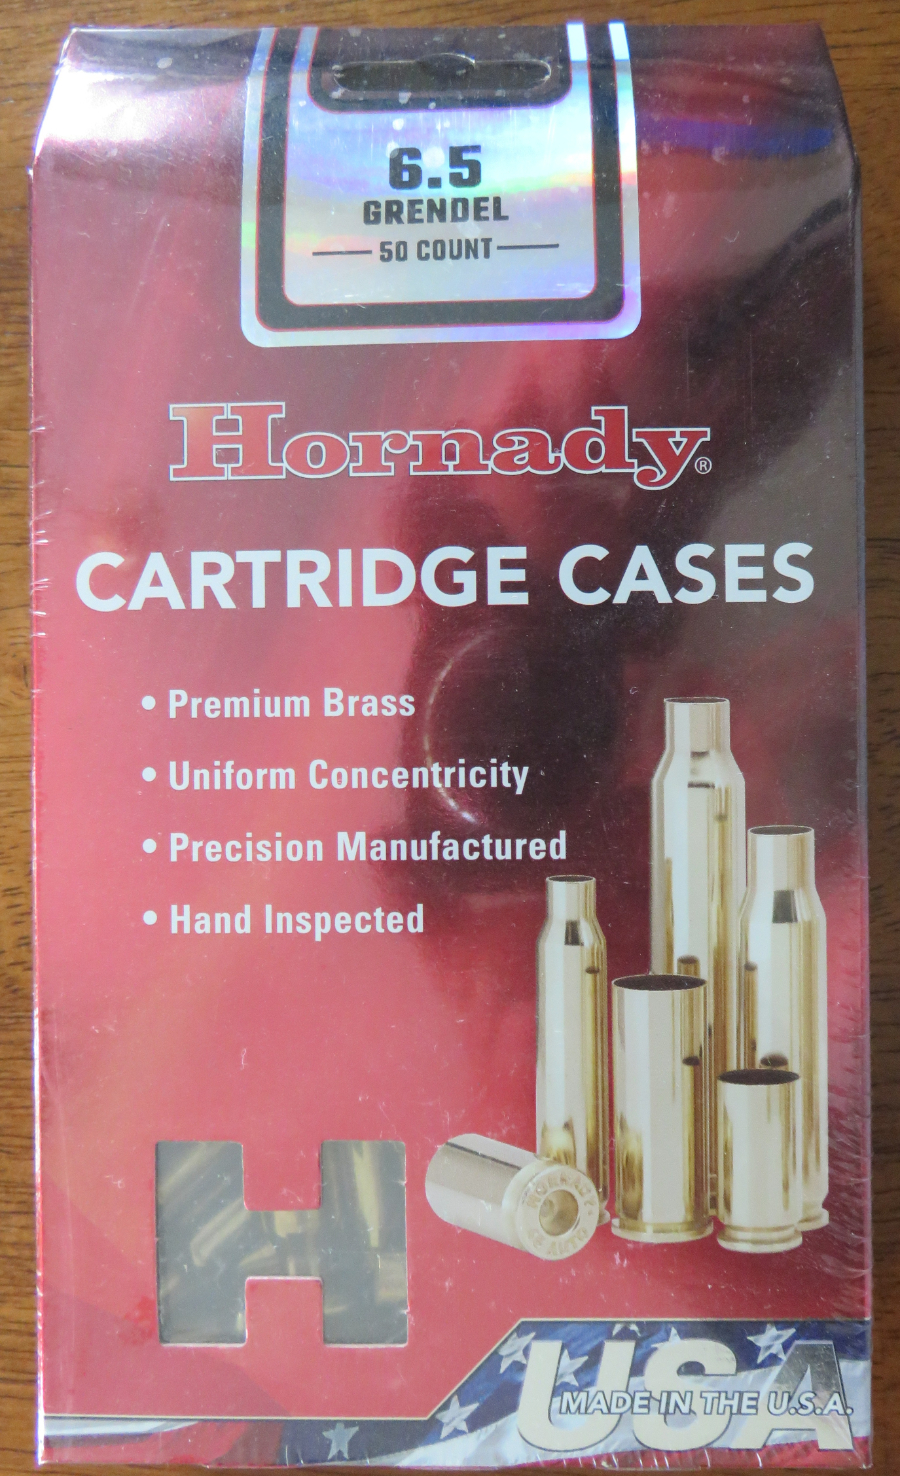 6.5
GRENDEL
50 COUNT
Hornady®
CARTRIDGE CASES
• Premium Brass
• Uniform Concentricity
• Precision Manufactured
• Hand Inspected
H
USA
MADE IN THE U.S.A.